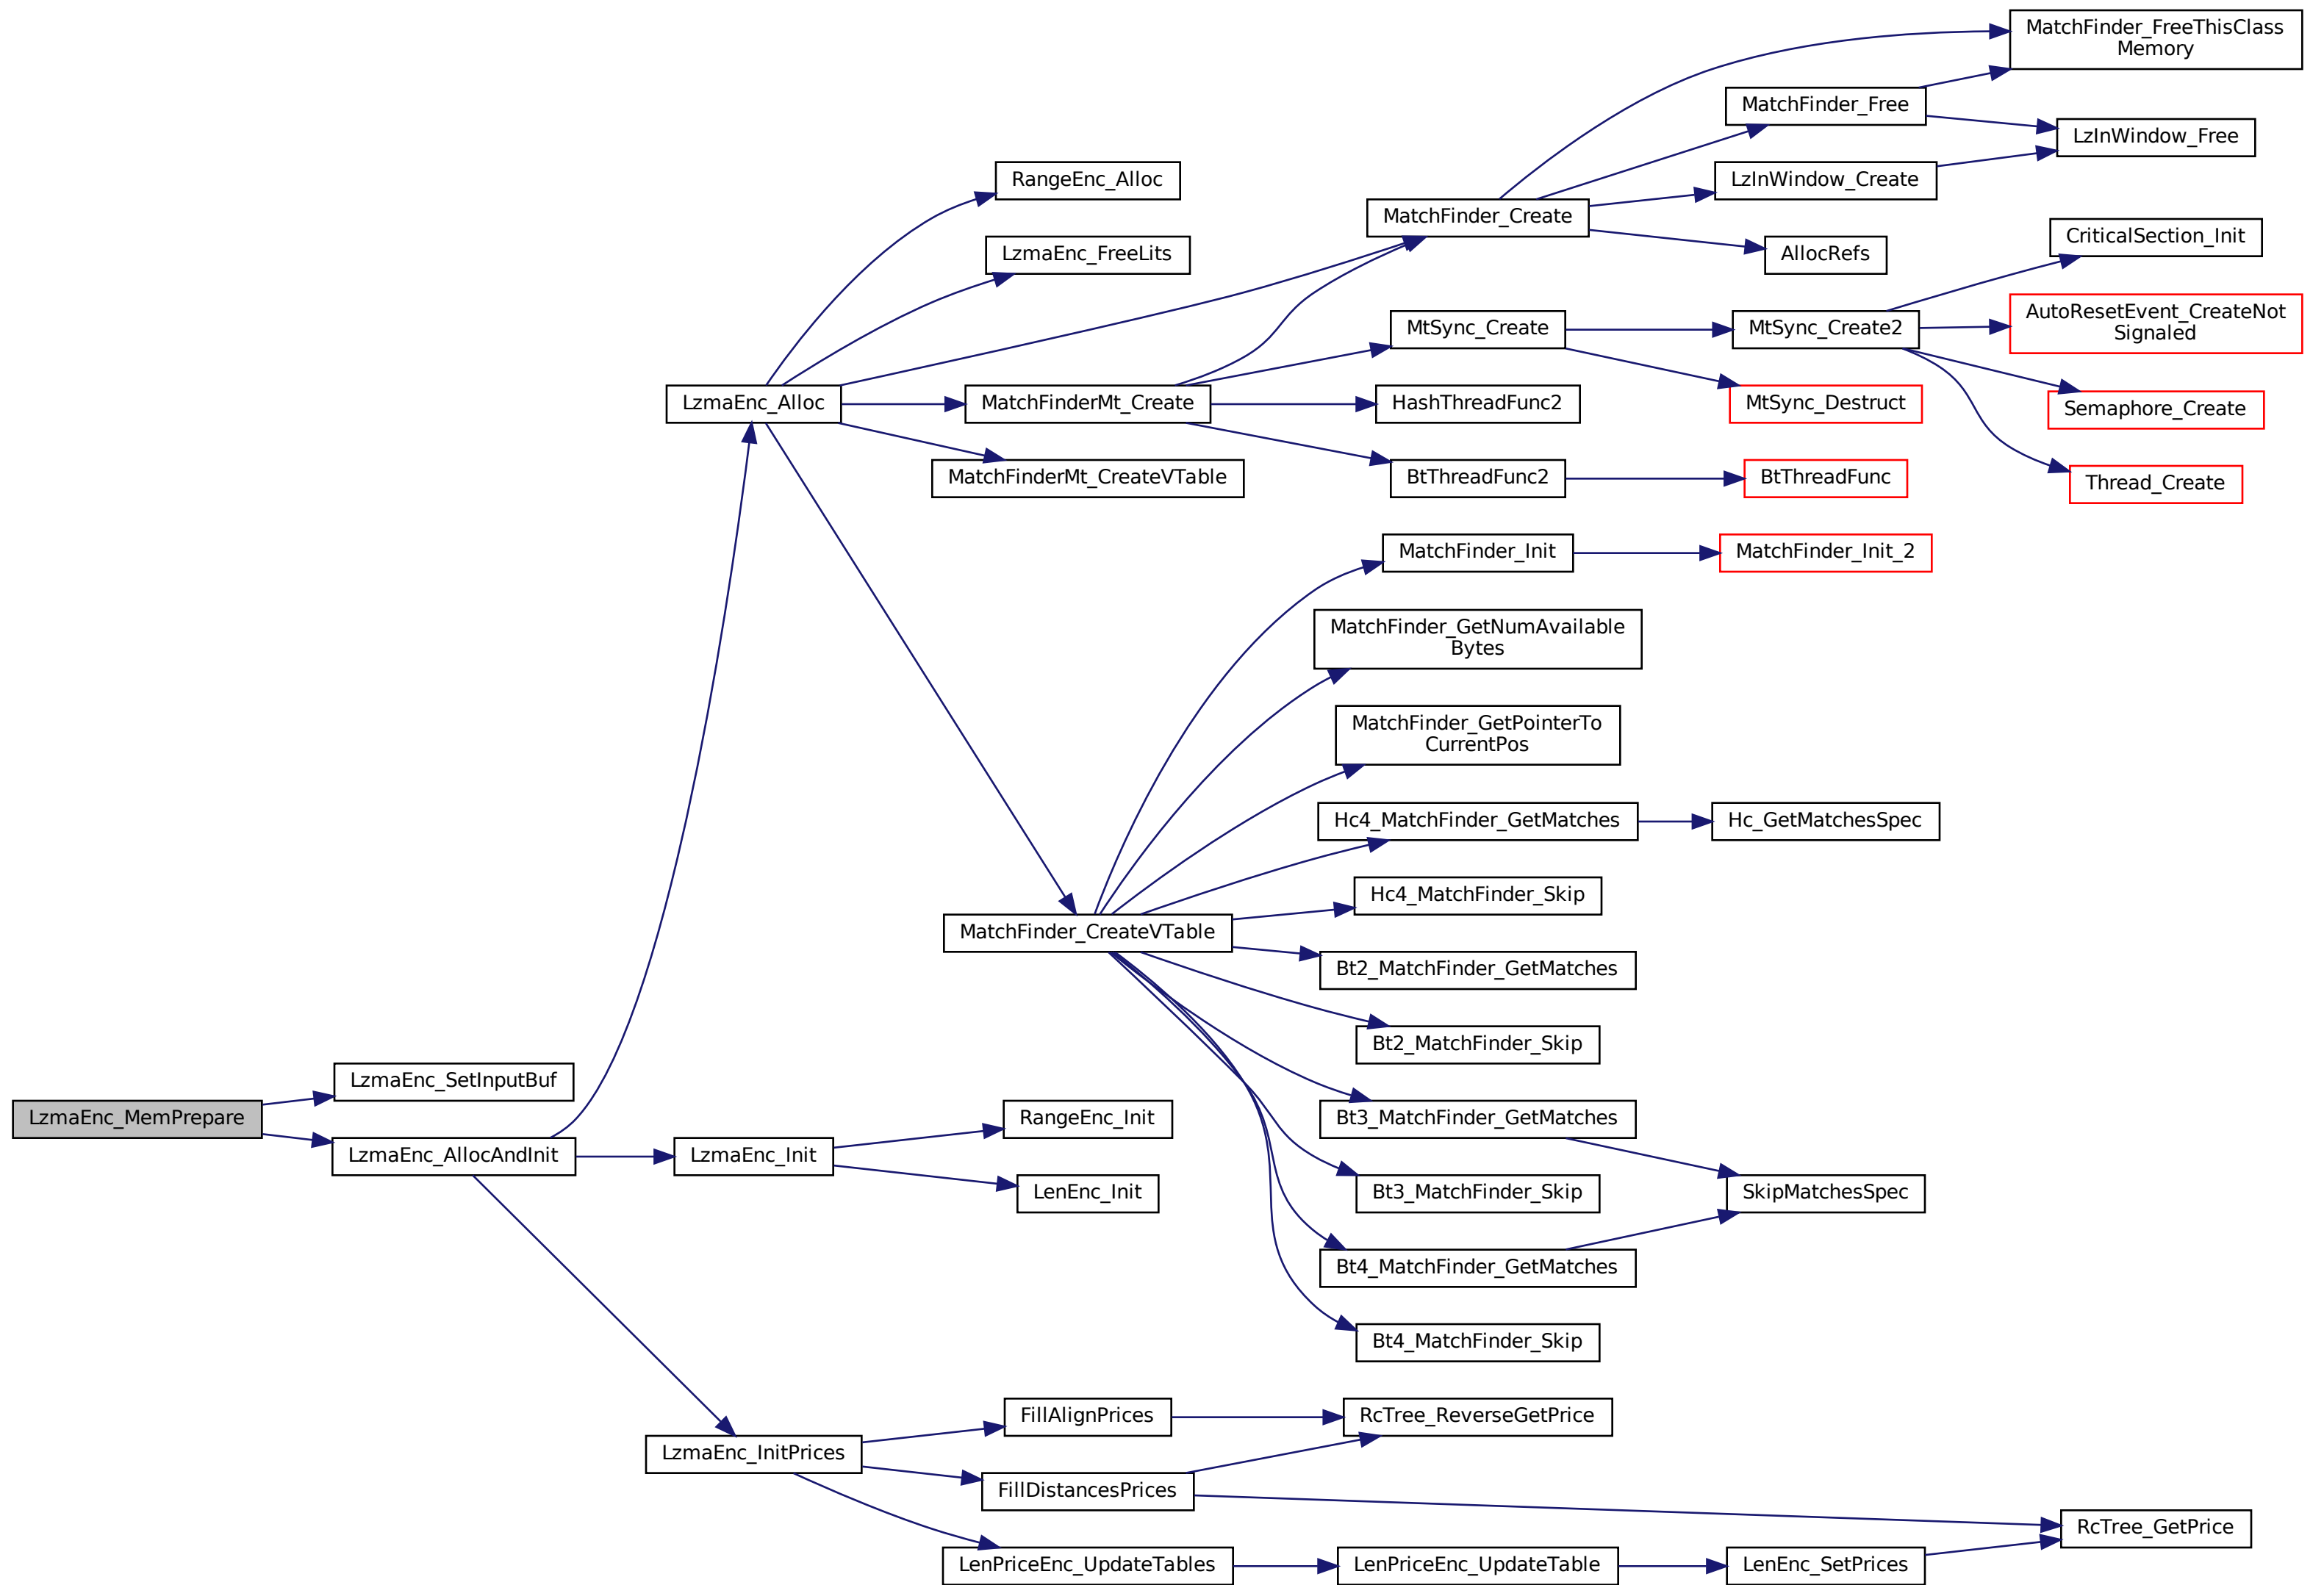 MatchFinder_FreeThisClass
Memory
MatchFinder_Free
LzInWindow_Free
RangeEnc_Alloc
LzInWindow_Create
MatchFinder_Create
LzmaEnc_FreeLits
AllocRefs
CriticalSection_Init
AutoResetEvent_CreateNot
Signaled
MtSync_Create
MtSync_Create2
LzmaEnc_Alloc
MatchFinderMt_Create
HashThreadFunc2
MtSync_Destruct
Semaphore_Create
MatchFinderMt_CreateVTable
BtThreadFunc2
BtThreadFunc
Thread_Create
MatchFinder_Init
MatchFinder_Init_2
MatchFinder_GetNumAvailable
Bytes
MatchFinder_GetPointerTo
CurrentPos
Hc4_MatchFinder_GetMatches
Hc_GetMatchesSpec
Hc4_MatchFinder_Skip
MatchFinder_CreateVTable
Bt2_MatchFinder_GetMatches
Bt2_MatchFinder_Skip
LzmaEnc_SetInputBuf
LzmaEnc_MemPrepare
RangeEnc_Init
Bt3_MatchFinder_GetMatches
LzmaEnc_AllocAndInit
LzmaEnc_Init
LenEnc_Init
Bt3_MatchFinder_Skip
SkipMatchesSpec
Bt4_MatchFinder_GetMatches
Bt4_MatchFinder_Skip
FillAlignPrices
RcTree_ReverseGetPrice
LzmaEnc_InitPrices
FillDistancesPrices
RcTree_GetPrice
LenPriceEnc_UpdateTables
LenPriceEnc_UpdateTable
LenEnc_SetPrices